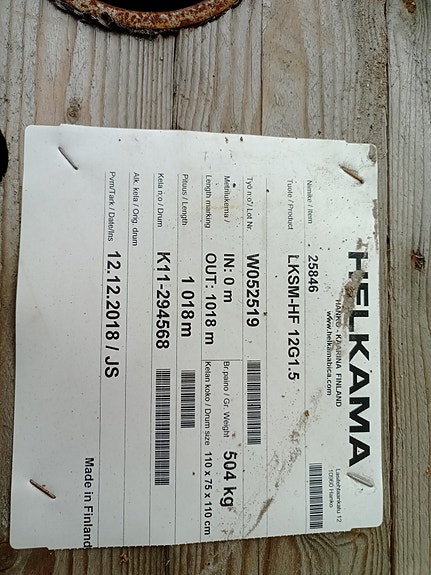 HELKAMA
HANKO - KAARINA FINLAND
www.helkamabica.com
Lautatarhankatu 12
10960 Hanko
Nimike / Item 25846
Tuote / Product LKSM-HF 12G1.5
Työ n:o / Lot Nr. W052519
Metrilukema / Length marking IN: 0 m
OUT: 1018 m
Br.paino / Gr. Weight 504 kg
Pituus / Length 1 018 m
Kelan koko / Drum size 110 x 75 x 110 cm
Kela n:o / Drum K11-294568
Alk. kela / Orig. drum
Pvm/Tark. / Date/Ins 12.12.2018 / JS
Made in Finland